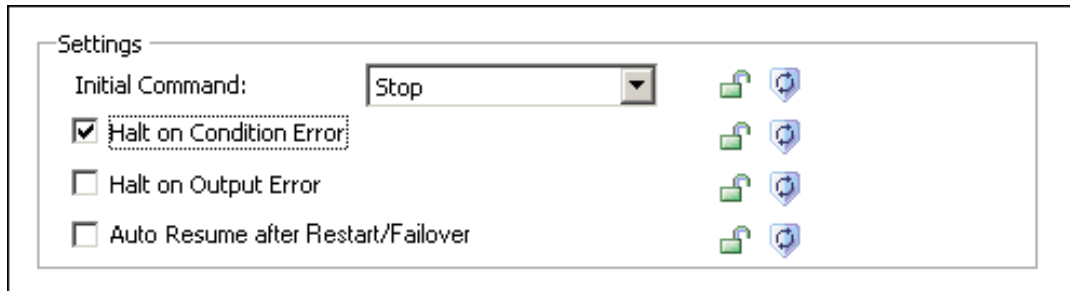 Settings
Initial Command: Stop
Halt on Condition Error
Halt on Output Error
Auto Resume after Restart/Failover